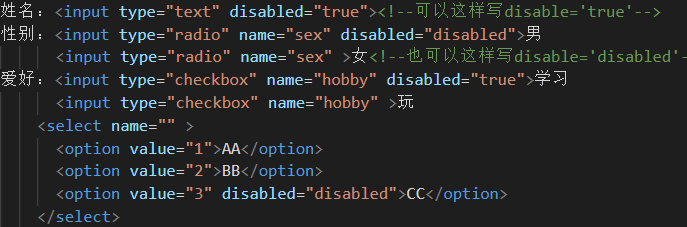 姓名：<input type="text" disabled="true"><!--可以这样写disable='true'-->
性别：<input type="radio" name="sex" disabled="disabled">男
<input type="radio" name="sex" >女<!--也可以这样写disable='disabled'-
爱好：<input type="checkbox" name="hobby" disabled="true">学习
<input type="checkbox" name="hobby" >玩
<select name="" >
<option value="1">AA</option>
<option value="2">BB</option>
<option value="3" disabled="disabled">CC</option>
</select>